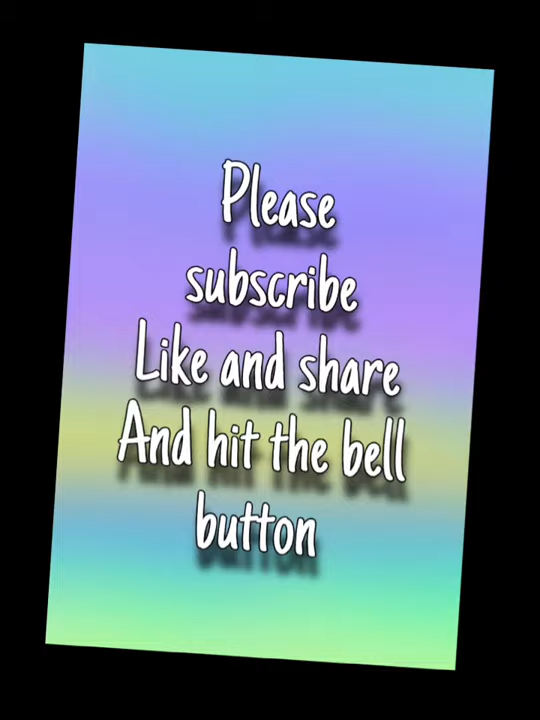 Please
subscribe
Like and share
And hit the bell
button